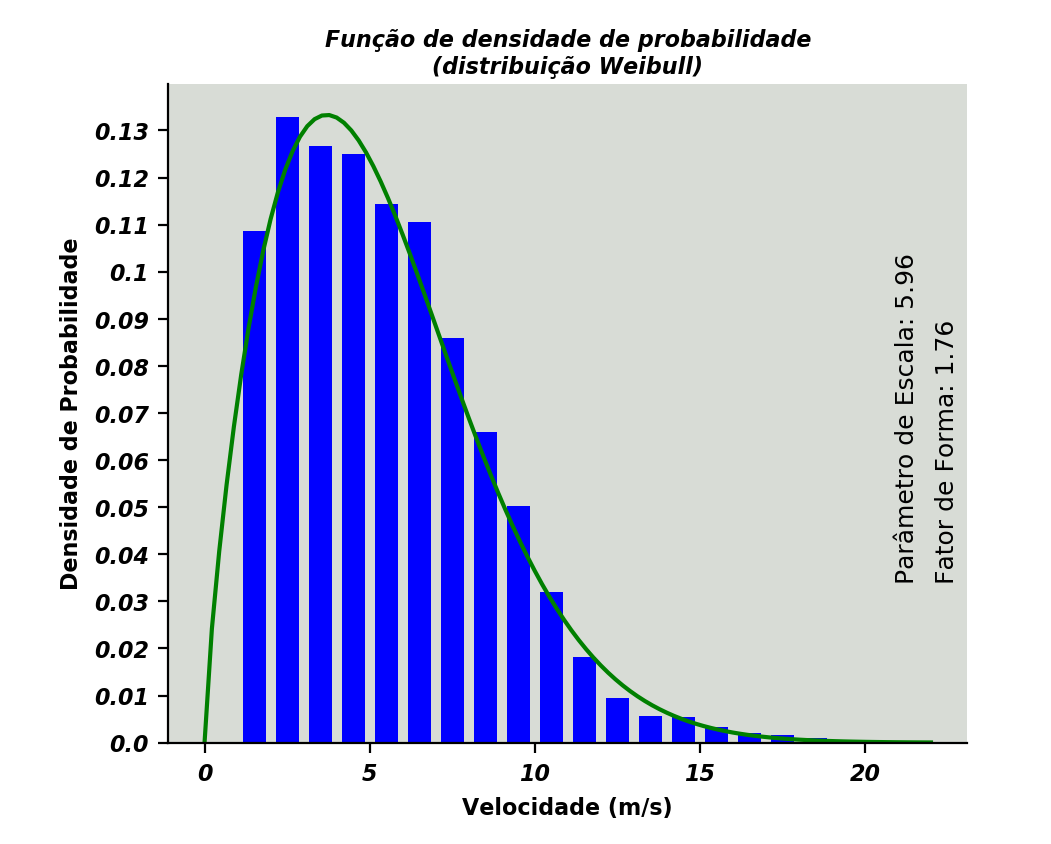 Função de densidade de probabilidade
(distribuição Weibull)
Densidade de Probabilidade
0.13
0.12
0.11
0.1
0.09
0.08
0.07
0.06
0.05
0.04
0.03
0.02
0.01
0.0
0 5 10 15 20
Velocidade (m/s)
Parâmetro de Escala: 5.96
Fator de Forma: 1.76